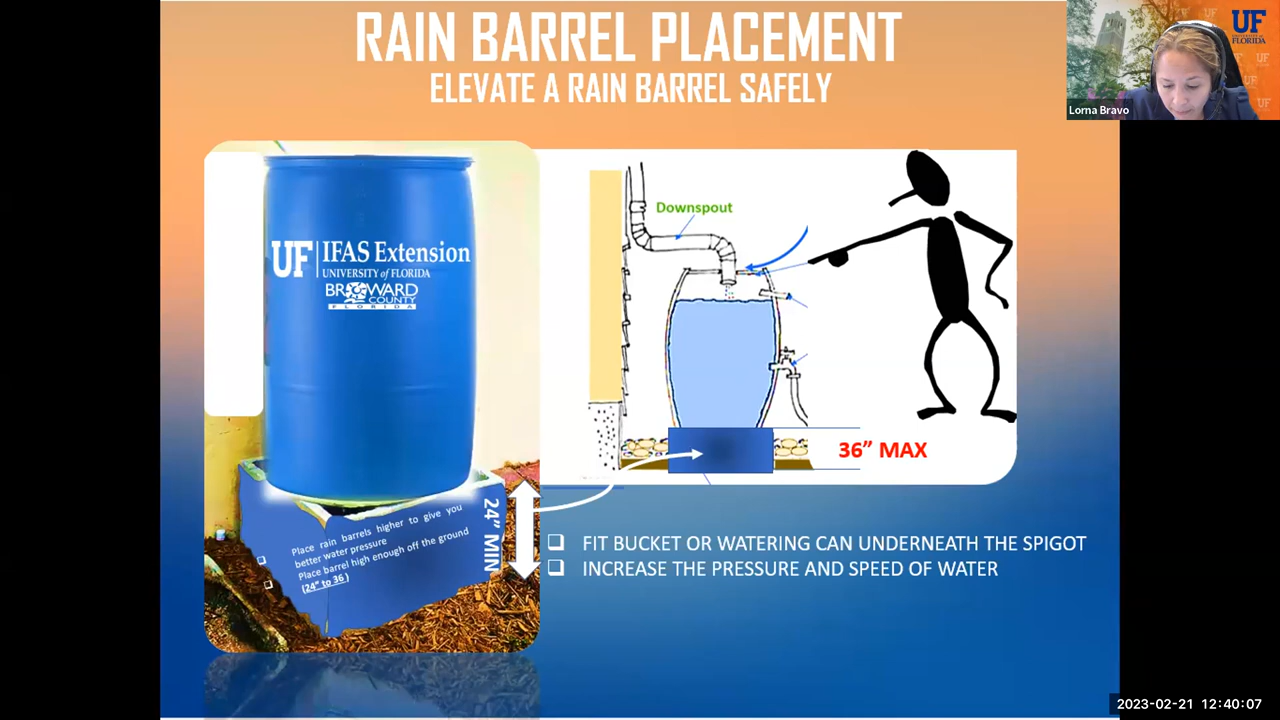 RAIN BARREL PLACEMENT
ELEVATE A RAIN BARREL SAFELY
UF
UF
FLORIDA
Lorna Bravo
UF IFAS Extension
UNIVERSITY of FLORIDA
BROWARD
COUNTY
FLORIDA
Downspout
36” MAX
24” MIN
Place rain barrels higher to give you
better water pressure
Place barrel high enough off the ground
(24” to 36)
FIT BUCKET OR WATERING CAN UNDERNEATH THE SPIGOT
INCREASE THE PRESSURE AND SPEED OF WATER
2023-02-21 12:40:07